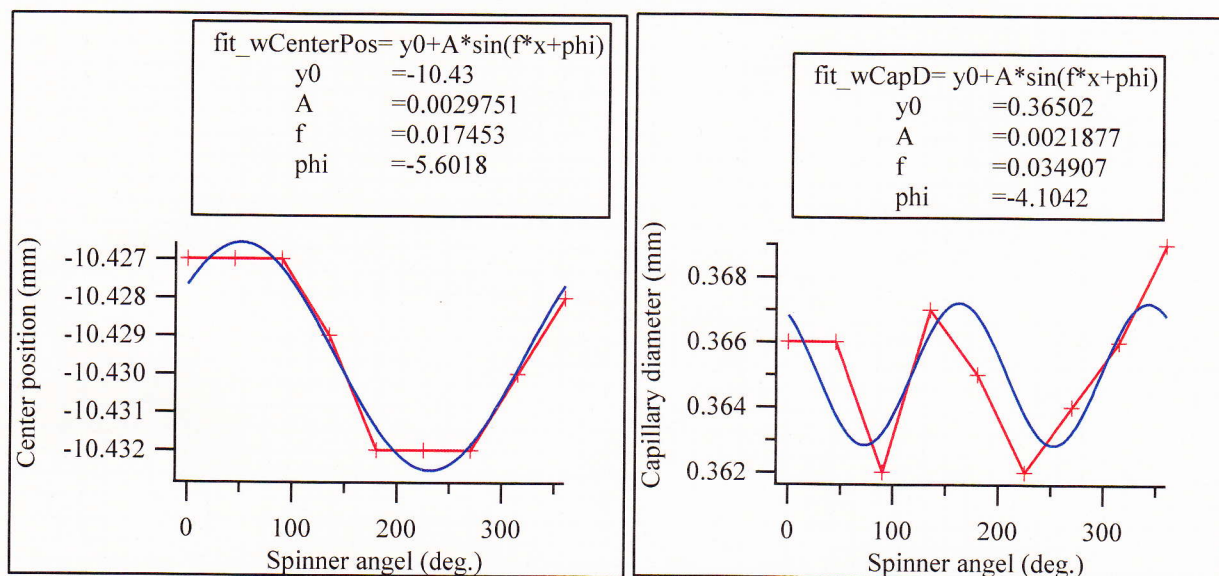 fit_wCenterPos= y0+A*sin(f*x+phi)
y0 =-10.43
A =0.0029751
f =0.017453
phi =-5.6018
Center position (mm)
-10.427
-10.428
-10.429
-10.430
-10.431
-10.432
0 100 200 300
Spinner angel (deg.)
fit_wCapD= y0+A*sin(f*x+phi)
y0 =0.36502
A =0.0021877
f =0.034907
phi =-4.1042
Capillary diameter (mm)
0.368
0.366
0.364
0.362
0 100 200 300
Spinner angel (deg.)